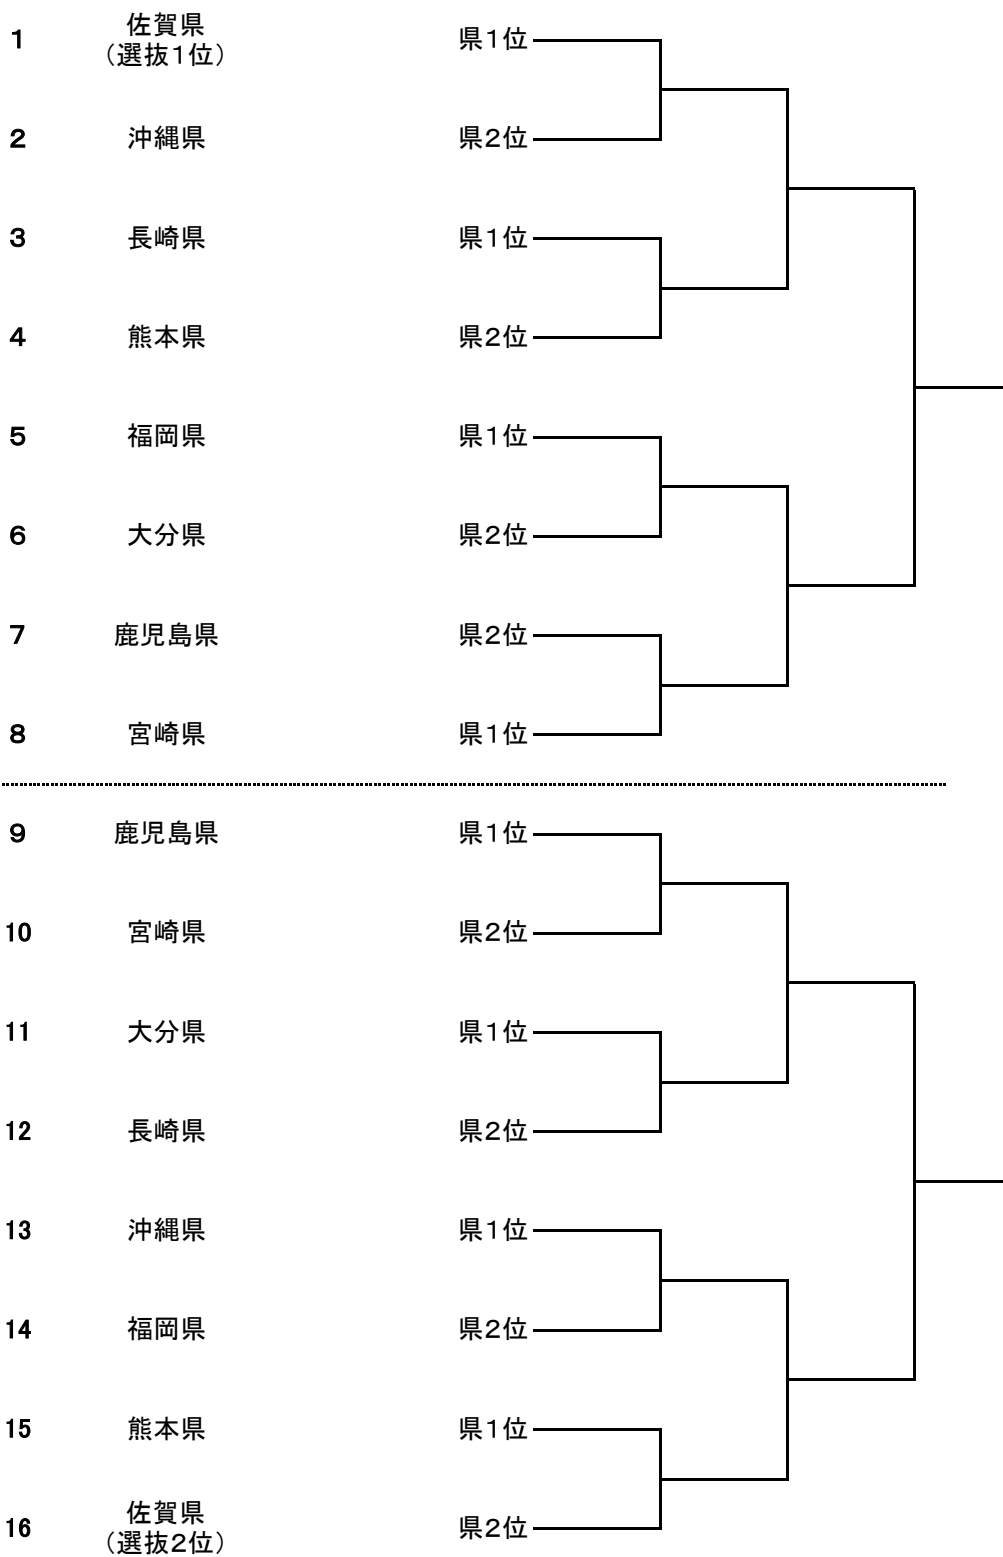 1 佐賀県 県１位
（選抜１位）
2 沖縄県 県２位
3 長崎県 県１位
4 熊本県 県２位
5 福岡県 県１位
6 大分県 県２位
7 鹿児島県 県２位
8 宮崎県 県１位
9 鹿児島県 県１位
10 宮崎県 県２位
11 大分県 県１位
12 長崎県 県２位
13 沖縄県 県１位
14 福岡県 県２位
15 熊本県 県１位
16 佐賀県 県２位
（選抜２位）